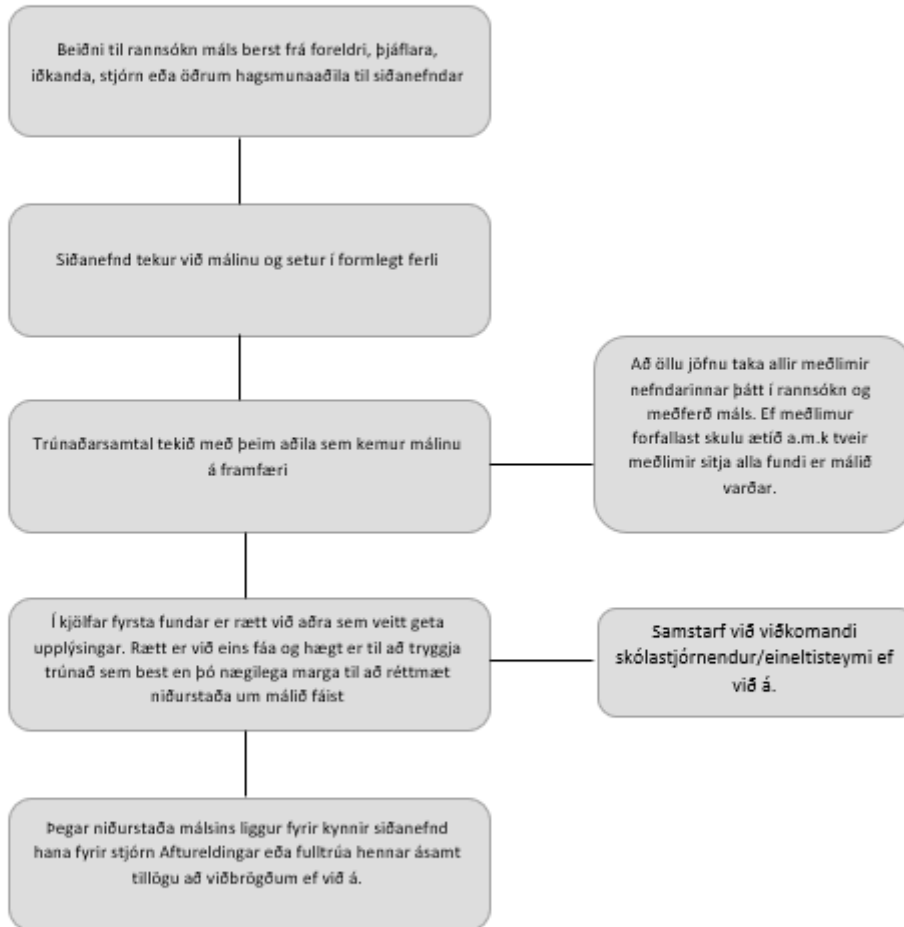 Beiðni til rannsókn máls berst frá foreldri, þjáflara,
iðkanda, stjórn eða öðrum hagsmunaaðila til siðanefndar
Siðanefnd tekur við málinu og setur í formlegt ferli
Trúnaðarsamtal tekið með þeim aðila sem kemur málinu
á framfæri
Að öllu jöfnu taka allir meðlimir
nefndarinnar þátt í rannsókn og
meðferð máls. Ef meðlimur
forfallast skulu ætíð a.m.k tveir
meðlimir sitja alla fundi er málið
varðar.
Í kjölfar fyrsta fundar er rætt við aðra sem veitt geta
upplýsingar. Rætt er við eins fáa og hægt er til að tryggja
trúnað sem best en þó nægilega marga til að réttmæt
niðurstaða um málið fáist
Samstarf við viðkomandi
skólastjórnendur/eineltisteymi ef
við á.
Þegar niðurstaða málsins liggur fyrir kynnir siðanefnd
hana fyrir stjórn Aftureldingar eða fulltrúa hennar ásamt
tillögu að viðbrögðum ef við á.